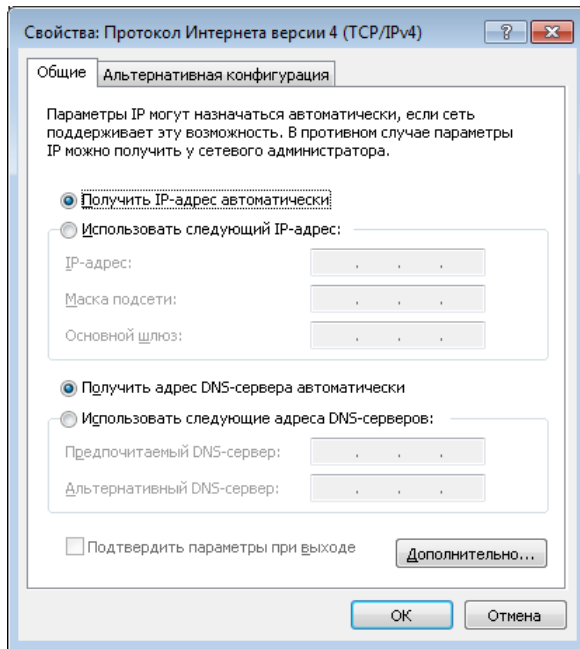 Свойства: Протокол Интернета версии 4 (TCP/IPv4)
Общие
Альтернативная конфигурация
Параметры IP могут назначаться автоматически, если сеть
поддерживает эту возможность. В противном случае параметры
IP можно получить у сетевого администратора.
Получить IP-адрес автоматически
Использовать следующий IP-адрес:
IP-адрес:
Маска подсети:
Основной шлюз:
Получить адрес DNS-сервера автоматически
Использовать следующие адреса DNS-серверов:
Предпочитаемый DNS-сервер:
Альтернативный DNS-сервер:
Подтвердить параметры при выходе
Дополнительно...
ОК
Отмена